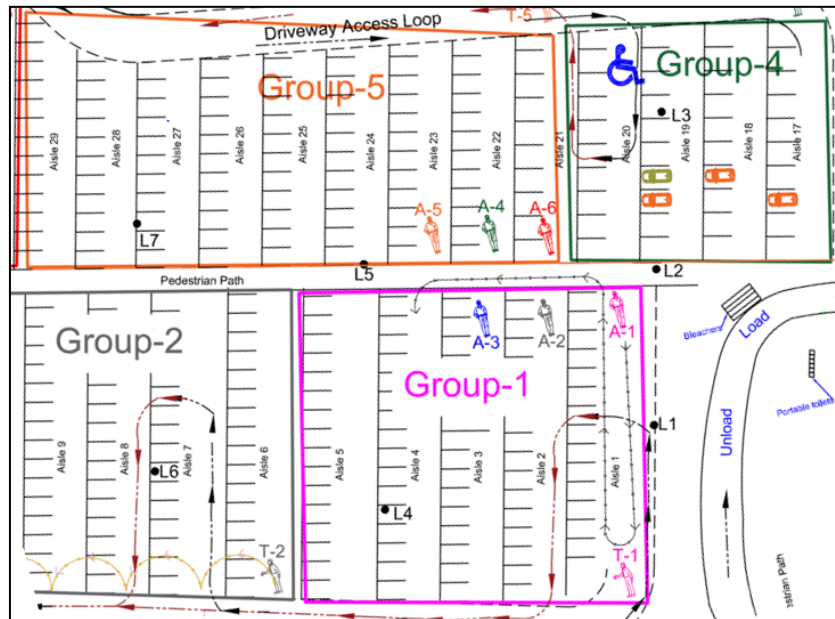 T-5
Driveway Access Loop
Group-5
Group-4
L3
Aisle 29
Aisle 28
Aisle 27
Aisle 26
Aisle 25
Aisle 24
Aisle 23
Aisle 22
Aisle 21
Aisle 20
Aisle 19
Aisle 18
Aisle 17
A-5
A-4
A-6
L7
L5
L2
Pedestrian Path
Group-2
A-3
A-2
A-1
Group-1
Bleachers
Load
Portable toilets
Unload
L1
Aisle 9
Aisle 8
Aisle 7
Aisle 6
Aisle 5
Aisle 4
Aisle 3
Aisle 2
Aisle 1
L6
L4
T-2
T-1
Path